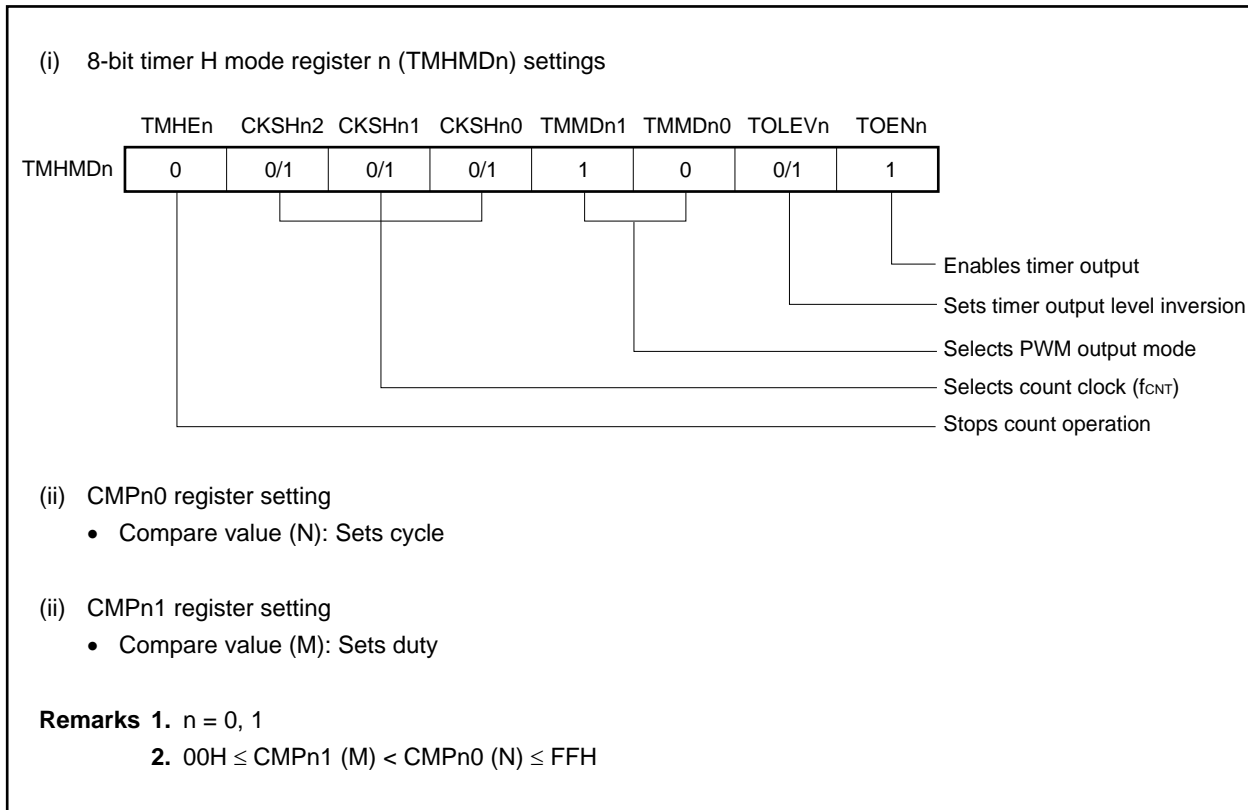 (i) 8-bit timer H mode register n (TMHMDn) settings
TMHEn CKSHn2 CKSHn1 CKSHn0 TMMDn1 TMMDn0 TOLEVn TOENn
TMHMDn 0 0/1 0/1 0/1 1 0 0/1 1
Enables timer output
Sets timer output level inversion
Selects PWM output mode
Selects count clock (fCNT)
Stops count operation
(ii) CMPn0 register setting
• Compare value (N): Sets cycle
(ii) CMPn1 register setting
• Compare value (M): Sets duty
Remarks 1. n = 0, 1
2. 00H ≤ CMPn1 (M) < CMPn0 (N) ≤ FFH